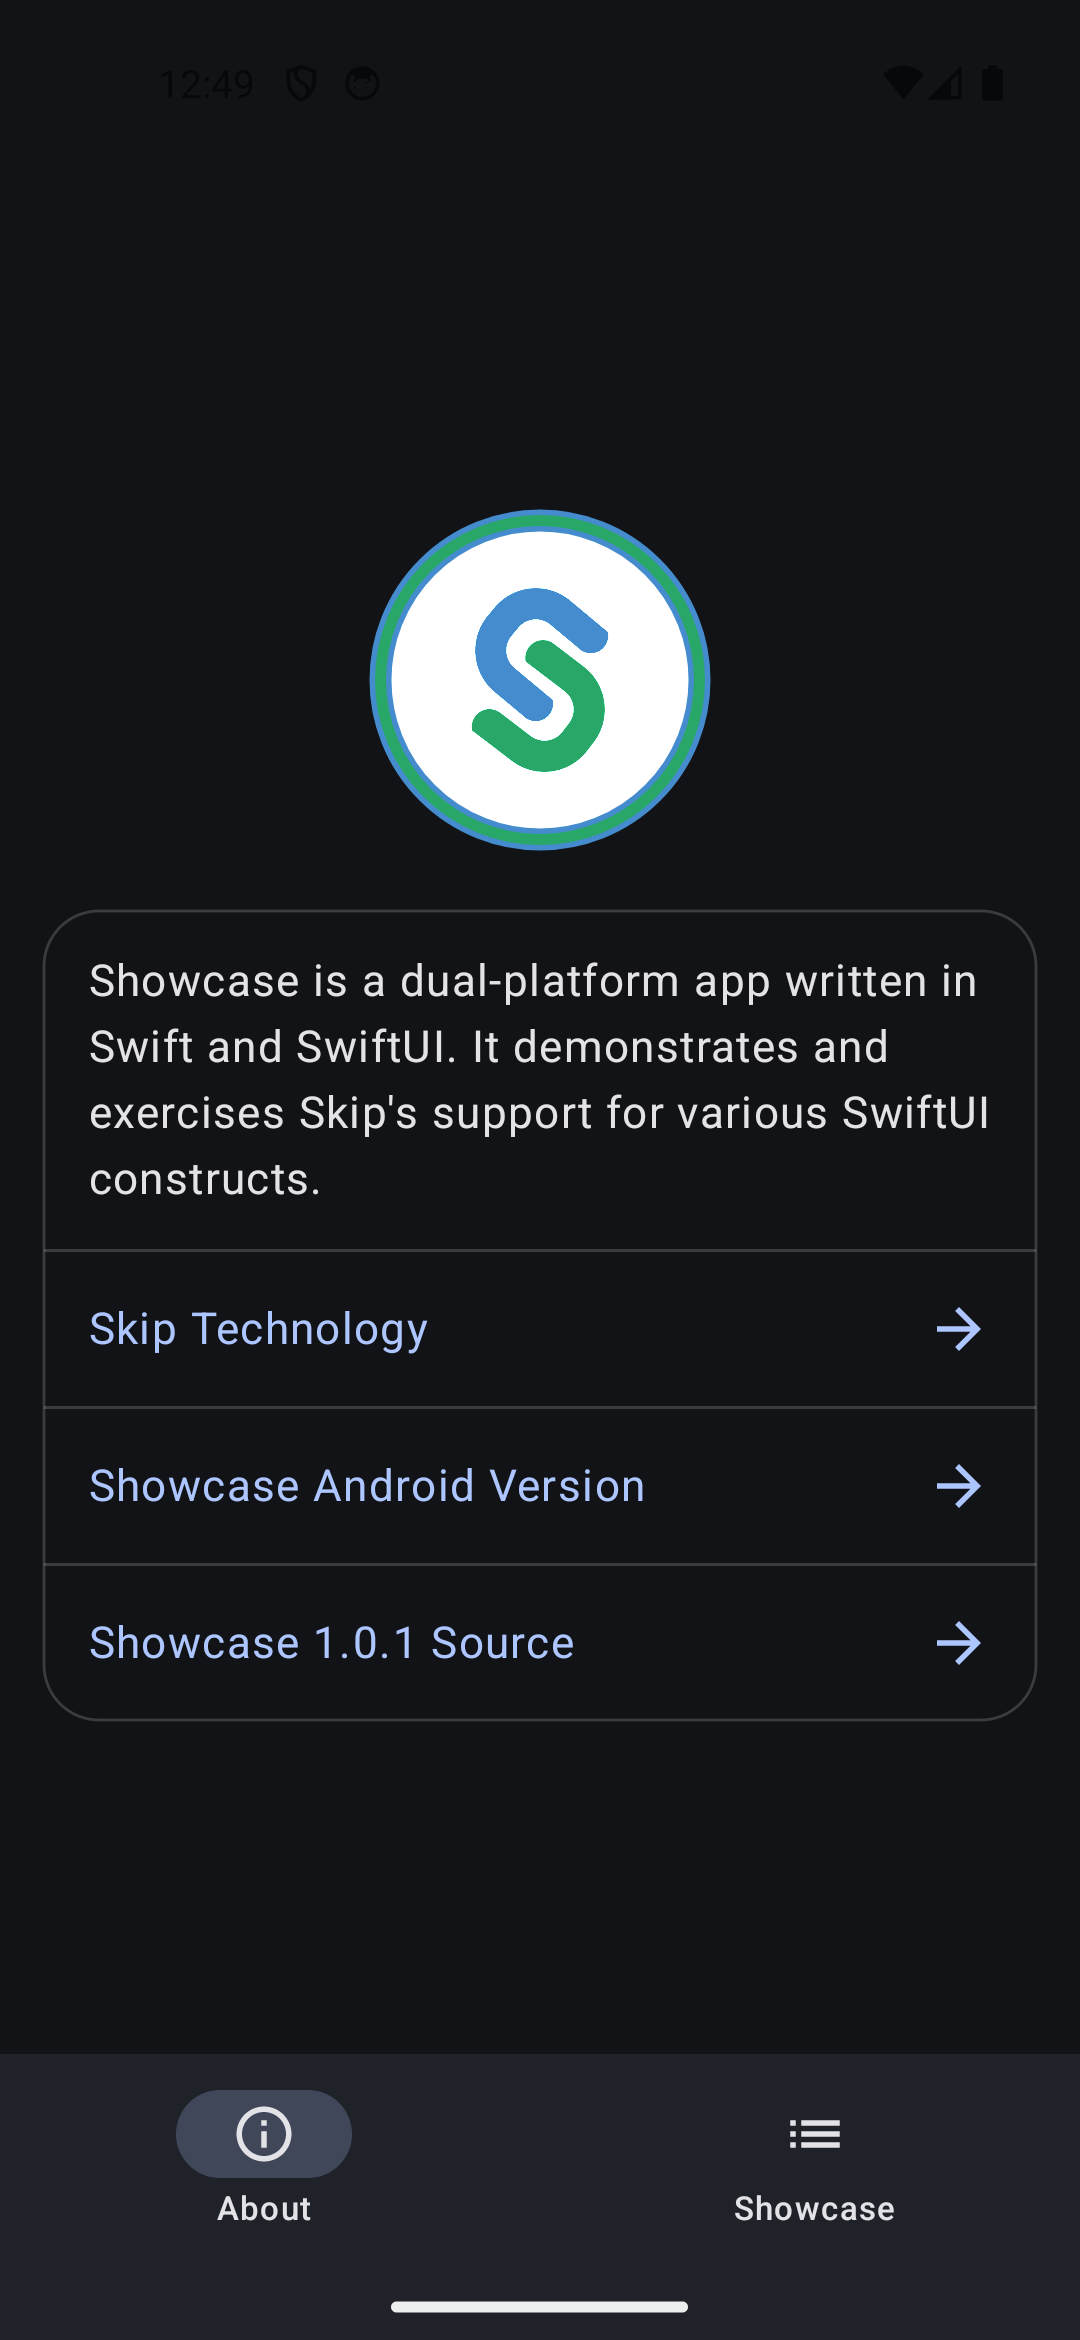 12:49
Showcase is a dual-platform app written in
Swift and SwiftUI. It demonstrates and
exercises Skip's support for various SwiftUI
constructs.
Skip Technology
Showcase Android Version
Showcase 1.0.1 Source
About
Showcase